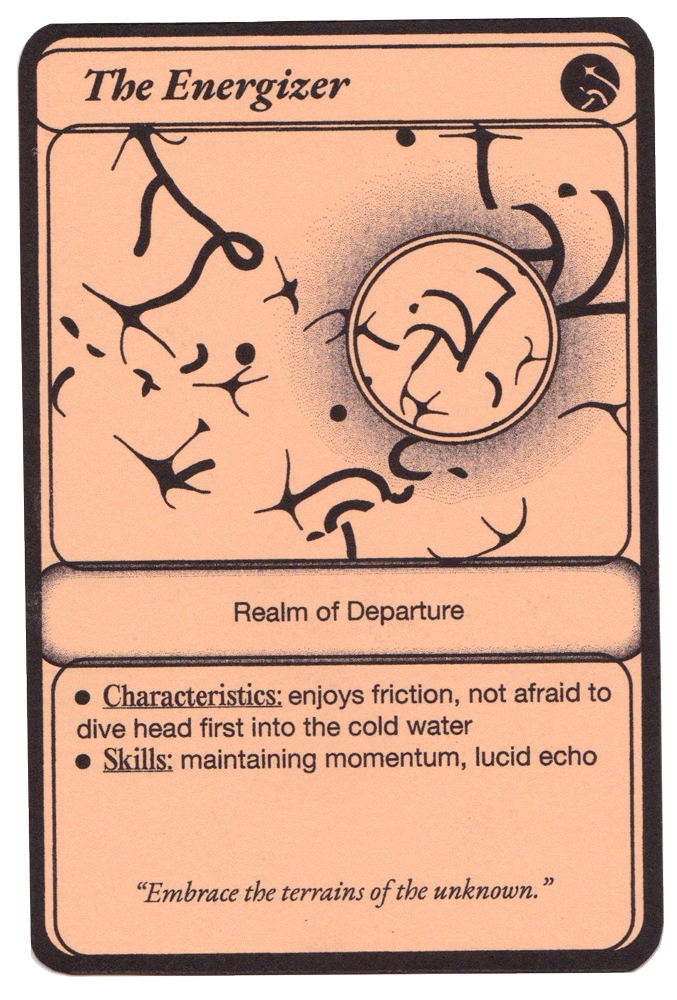 The Energizer
Realm of Departure
● Characteristics: enjoys friction, not afraid to
dive head first into the cold water
● Skills: maintaining momentum, lucid echo
“Embrace the terrains of the unknown.”